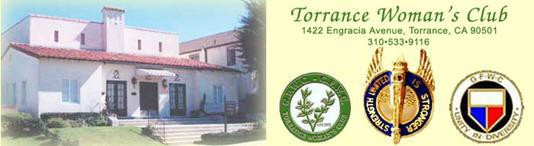 Torrance Woman's Club
1422 Engracia Avenue, Torrance, CA 90501
310•533•9116
TORRANCE WOMAN'S CLUB
UNITED IS
STRENGTH
STRONGER
GFWC
UNITY IN DIVERSITY